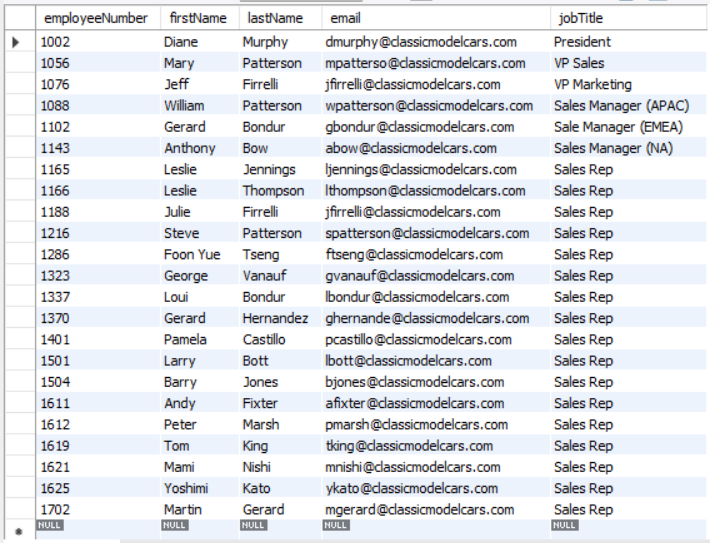 employeeNumber firstName lastName email jobTitle
1002 Diane Murphy dmurphy@classicmodelcars.com President
1056 Mary Patterson mpatterso@classicmodelcars.com VP Sales
1076 Jeff Firrelli jfirrelli@classicmodelcars.com VP Marketing
1088 William Patterson wpatterson@classicmodelcars.com Sales Manager (APAC)
1102 Gerard Bondur gbondur@classicmodelcars.com Sale Manager (EMEA)
1143 Anthony Bow abow@classicmodelcars.com Sales Manager (NA)
1165 Leslie Jennings ljennings@classicmodelcars.com Sales Rep
1166 Leslie Thompson lthompson@classicmodelcars.com Sales Rep
1188 Julie Firrelli jfirrelli@classicmodelcars.com Sales Rep
1216 Steve Patterson spatterson@classicmodelcars.com Sales Rep
1286 Foon Yue Tseng ftseng@classicmodelcars.com Sales Rep
1323 George Vanauf gvanauf@classicmodelcars.com Sales Rep
1337 Loui Bondur lbondur@classicmodelcars.com Sales Rep
1370 Gerard Hernandez ghernande@classicmodelcars.com Sales Rep
1401 Pamela Castillo pcastillo@classicmodelcars.com Sales Rep
1501 Larry Bott lbott@classicmodelcars.com Sales Rep
1504 Barry Jones bjones@classicmodelcars.com Sales Rep
1611 Andy Fixter afixter@classicmodelcars.com Sales Rep
1612 Peter Marsh pmarsh@classicmodelcars.com Sales Rep
1619 Tom King tking@classicmodelcars.com Sales Rep
1621 Mami Nishi mnishi@classicmodelcars.com Sales Rep
1625 Yoshimi Kato ykato@classicmodelcars.com Sales Rep
1702 Martin Gerard mgerard@classicmodelcars.com Sales Rep
NULL NULL NULL NULL NULL